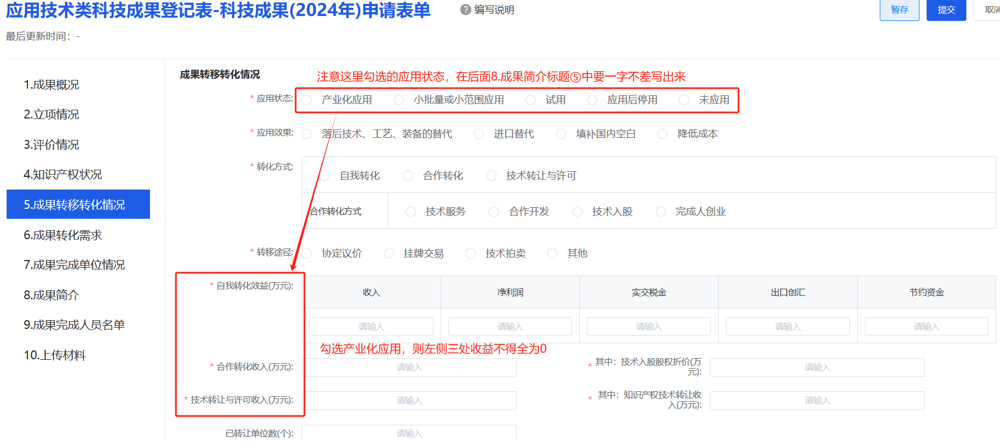 应用技术类科技成果登记表-科技成果(2024年)申请表单
? 编写说明
暂存
提交
最后更新时间：-
1.成果概况
2.立项情况
3.评价情况
4.知识产权状况
5.成果转移转化情况
6.成果转化需求
7.成果完成单位情况
8.成果简介
9.成果完成人员名单
10.上传材料
成果转移转化情况
注意这里勾选的应用状态，在后面8.成果简介标题⑤中要一字不差写出来
* 应用状态: 产业化应用 小批量或小范围应用 试用 应用后停用 未应用
* 应用效果: 落后技术、工艺、装备的替代 进口替代 填补国内空白 降低成本
* 转化方式: 自我转化 合作转化 技术转让与许可
合作转化方式 技术服务 合作开发 技术入股 完成人创业
* 转移途径: 协定议价 挂牌交易 技术拍卖 其他
* 自我转化效益(万元): 收入 净利润 实交税金 出口创汇 节约资金
请输入 请输入 请输入 请输入 请输入
勾选产业化应用，则左侧三处收益不得全为0
* 合作转化收入(万元): 请输入
* 其中：技术入股股权折价(万
元): 请输入
* 技术转让与许可收入(万元): 请输入
* 其中：知识产权技术转让收
入(万元): 请输入
已转让单位数(个): 请输入